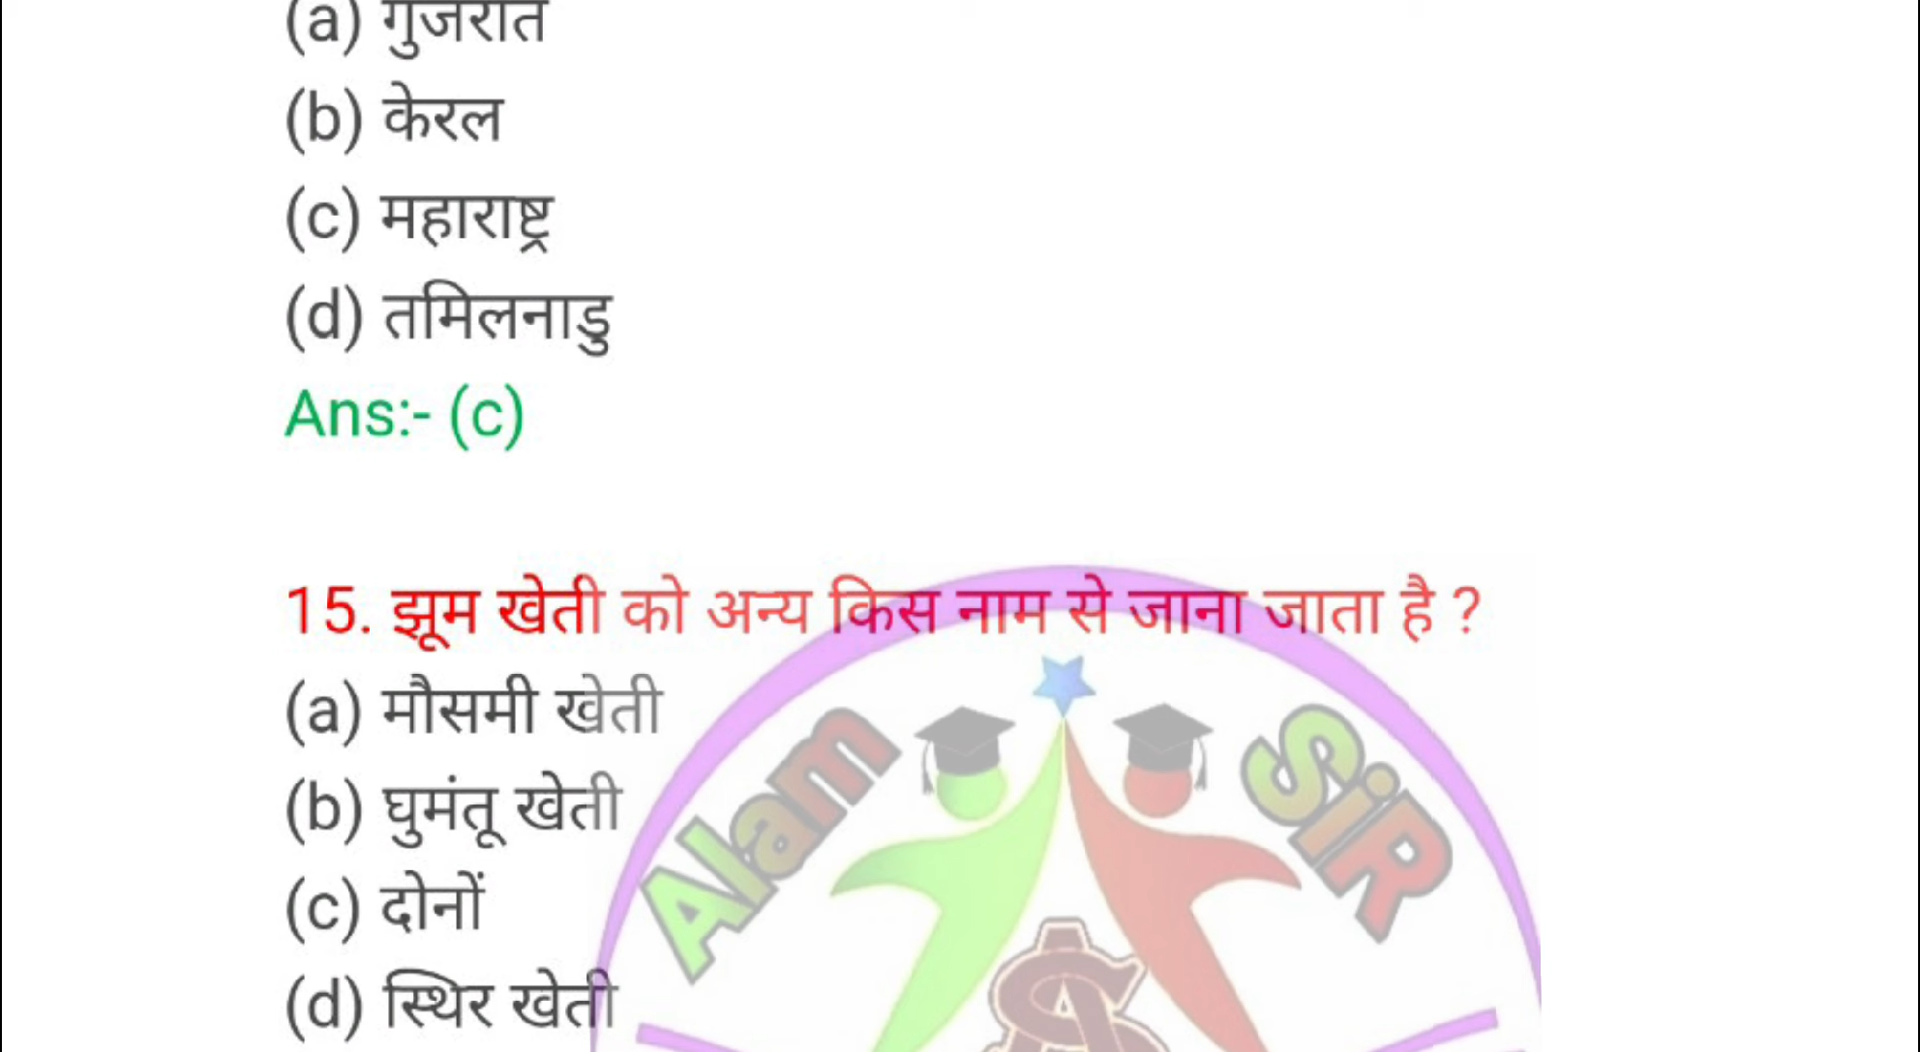 (a) गुजरात
(b) केरल
(c) महाराष्ट्र
(d) तमिलनाडु
Ans:- (c)
15. झूम खेती को अन्य किस नाम से जाना जाता है ?
(a) मौसमी खेती
(b) घुमंतू खेती
(c) दोनों
(d) स्थिर खेती
Alam SiR